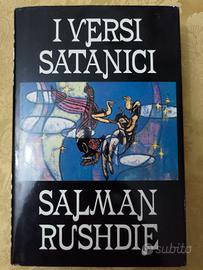 I VERSI
SATANICI
SALMAN
RUSHDIE
subito